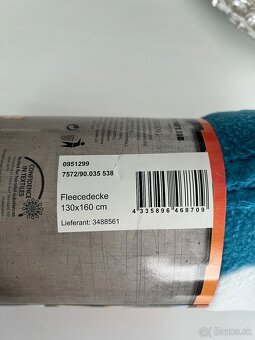 0951299
7572/90.035 538
Fleecedecke
130x160 cm
Lieferant: 3488561
4 335896 468709
CONFIDENCE
IN TEXTILES
bazos.sk